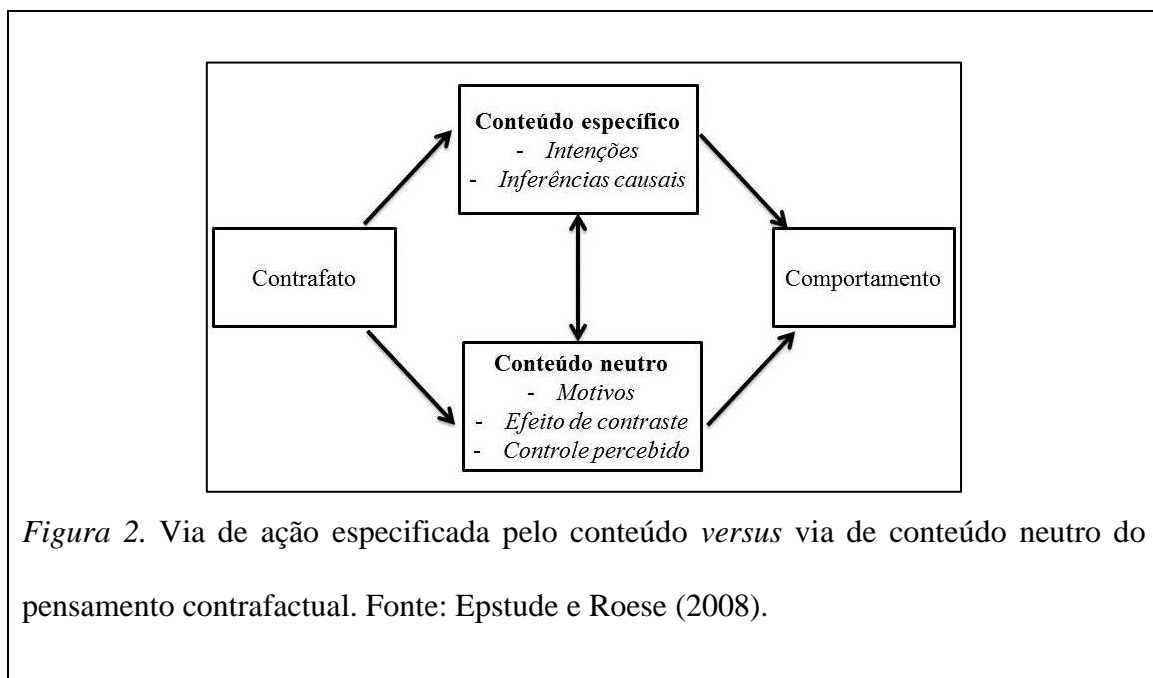 Conteúdo específico
- Intenções
- Inferências causais
Contrafato
Comportamento
Conteúdo neutro
- Motivos
- Efeito de contraste
- Controle percebido
Figura 2. Via de ação especificada pelo conteúdo versus via de conteúdo neutro do
pensamento contrafactual. Fonte: Epstude e Roese (2008).